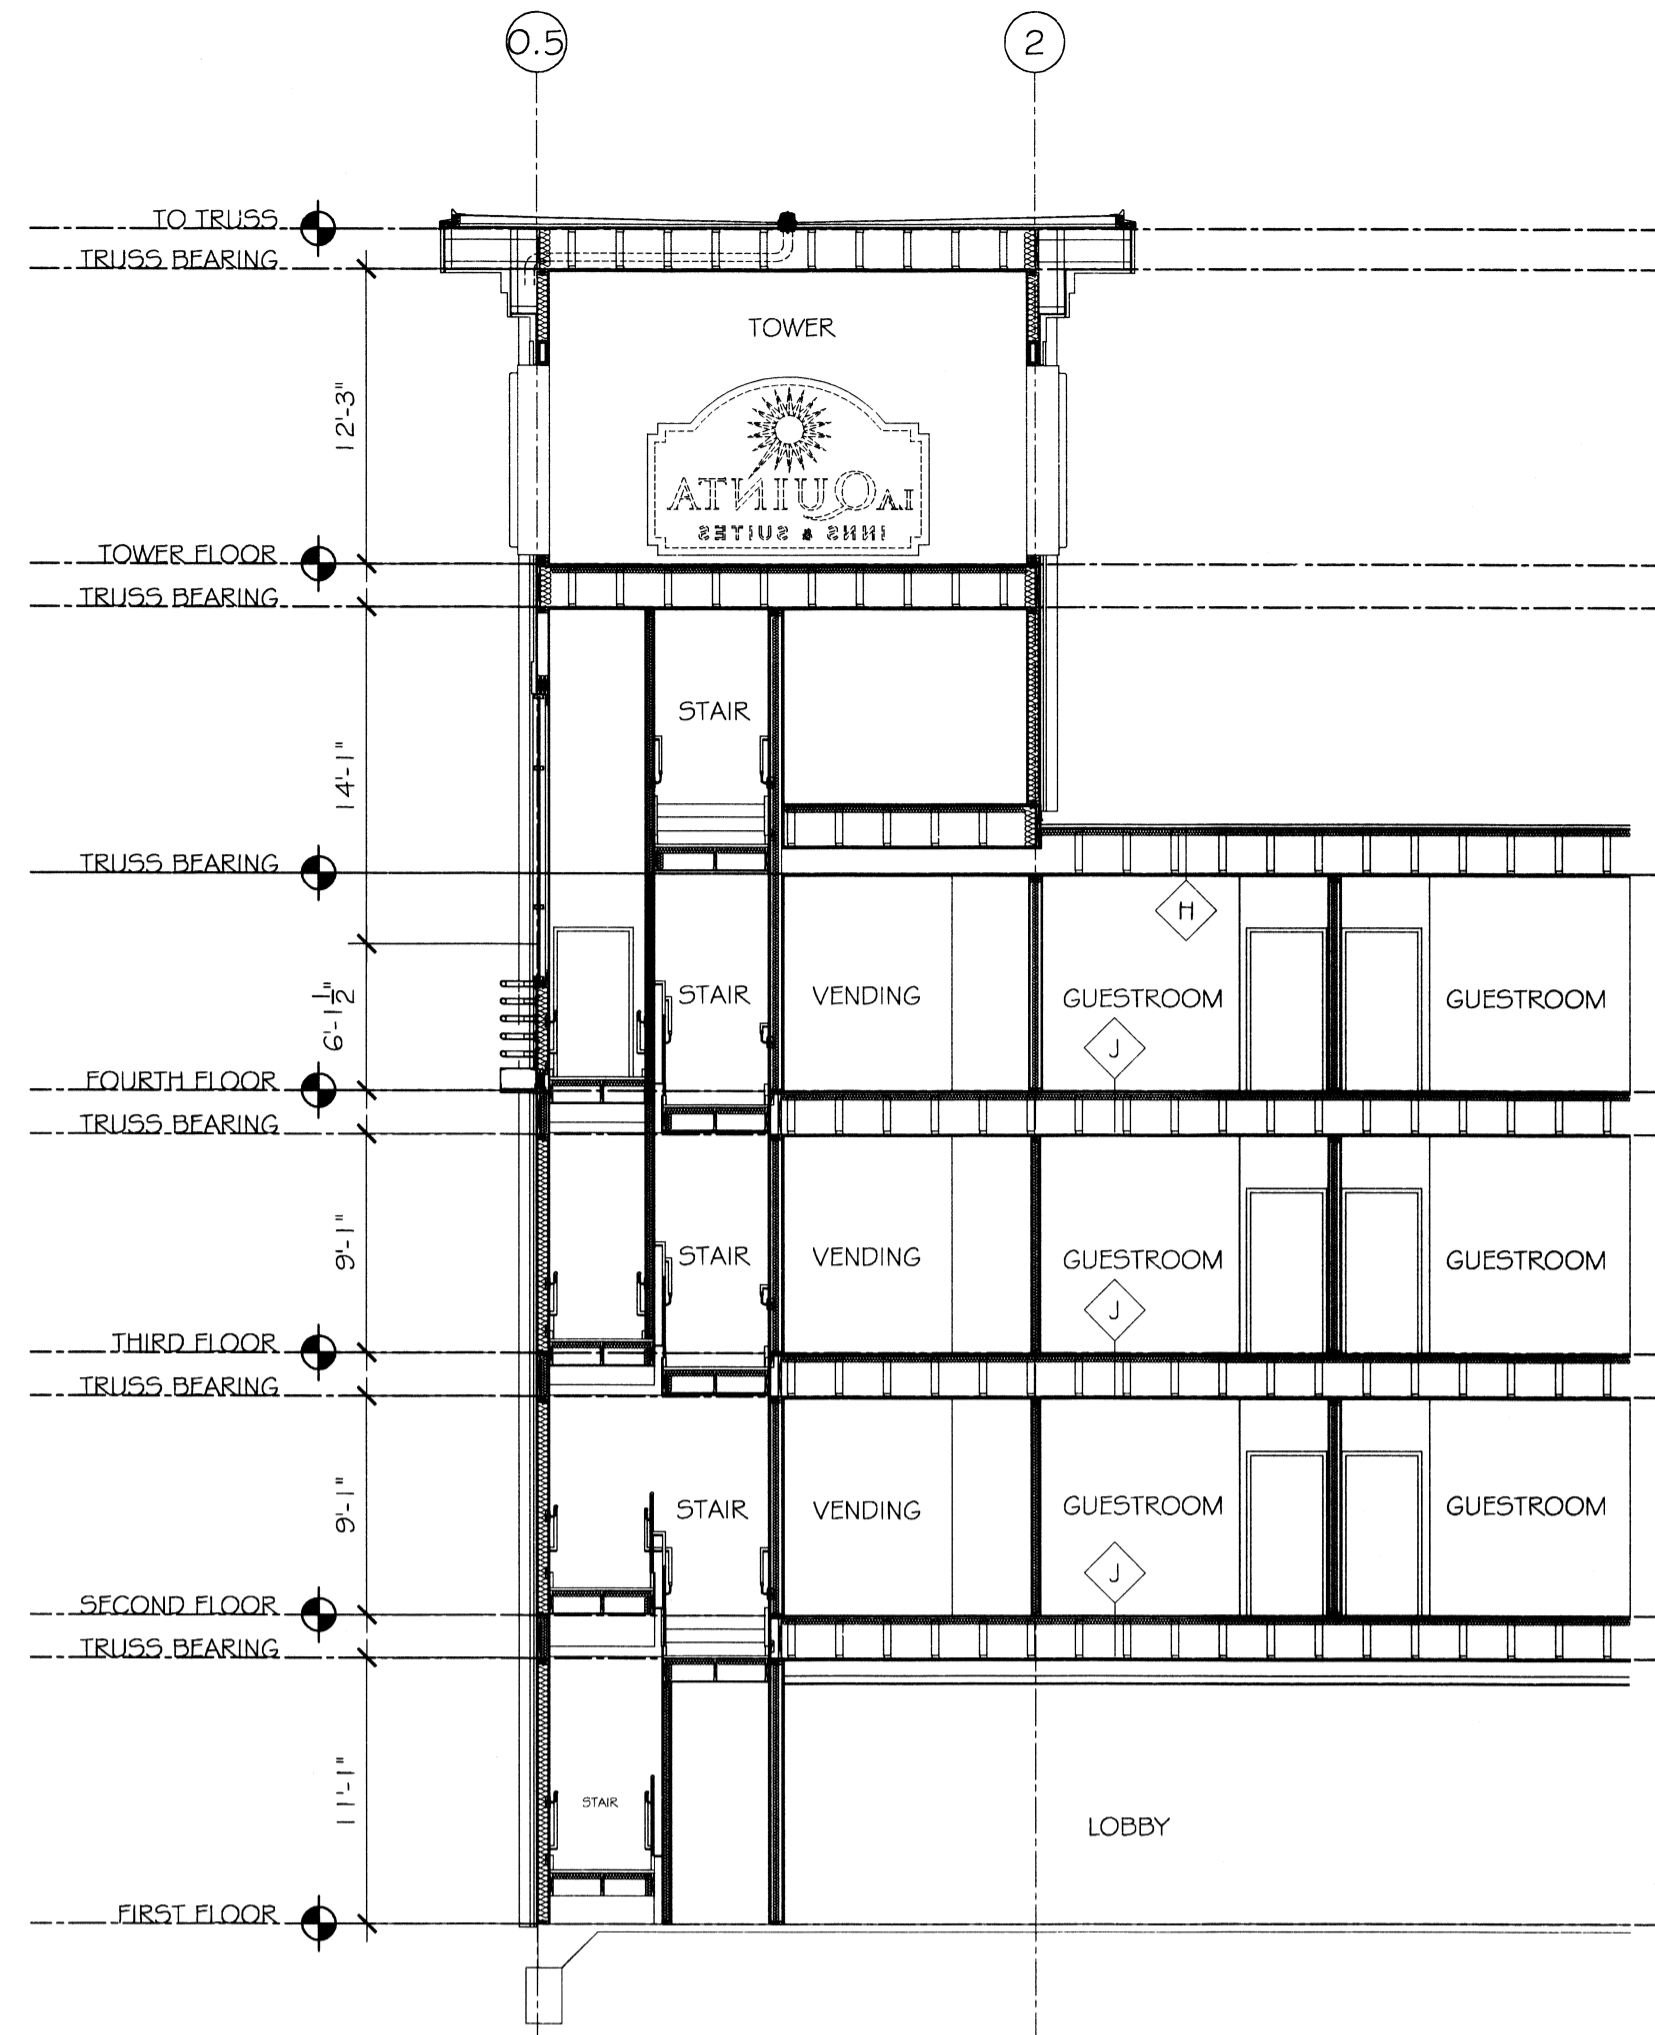 0.5
2
TO TRUSS
TRUSS BEARING
TOWER
12'-3"
LA QUINTA
INNS & SUITES
TOWER FLOOR
TRUSS BEARING
STAIR
14'-1"
TRUSS BEARING
H
STAIR
VENDING
GUESTROOM
GUESTROOM
6'-1 1/2"
J
FOURTH FLOOR
TRUSS BEARING
9'-1"
STAIR
VENDING
GUESTROOM
GUESTROOM
J
THIRD FLOOR
TRUSS BEARING
9'-1"
STAIR
VENDING
GUESTROOM
GUESTROOM
J
SECOND FLOOR
TRUSS BEARING
11'-1"
STAIR
LOBBY
FIRST FLOOR